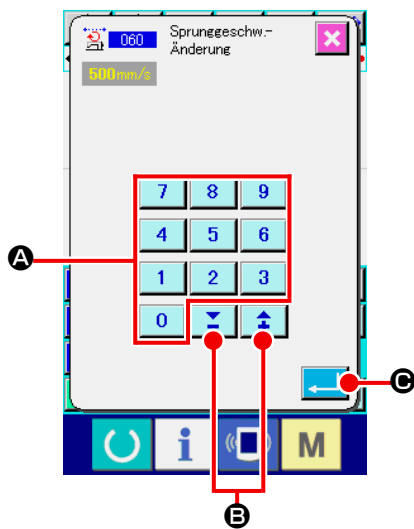 060
Sprunggeschw.-
Änderung
500mm/s
7 8 9
A
4 5 6
1 2 3
0
C
i M
B